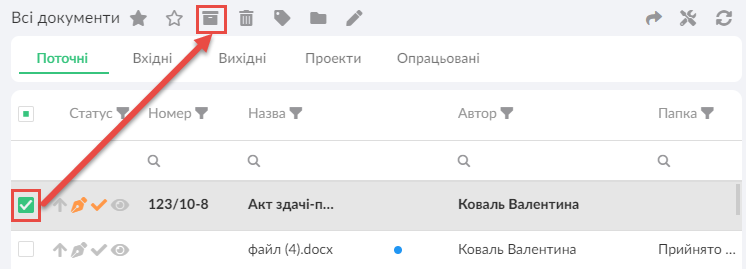 Всі документи
Поточні Вхідні Вихідні Проекти Опрацьовані
Статус Номер Назва Автор Папка
123/10-8 Акт здачі-п... Коваль Валентина
файл (4).docx Коваль Валентина Прийнято ...